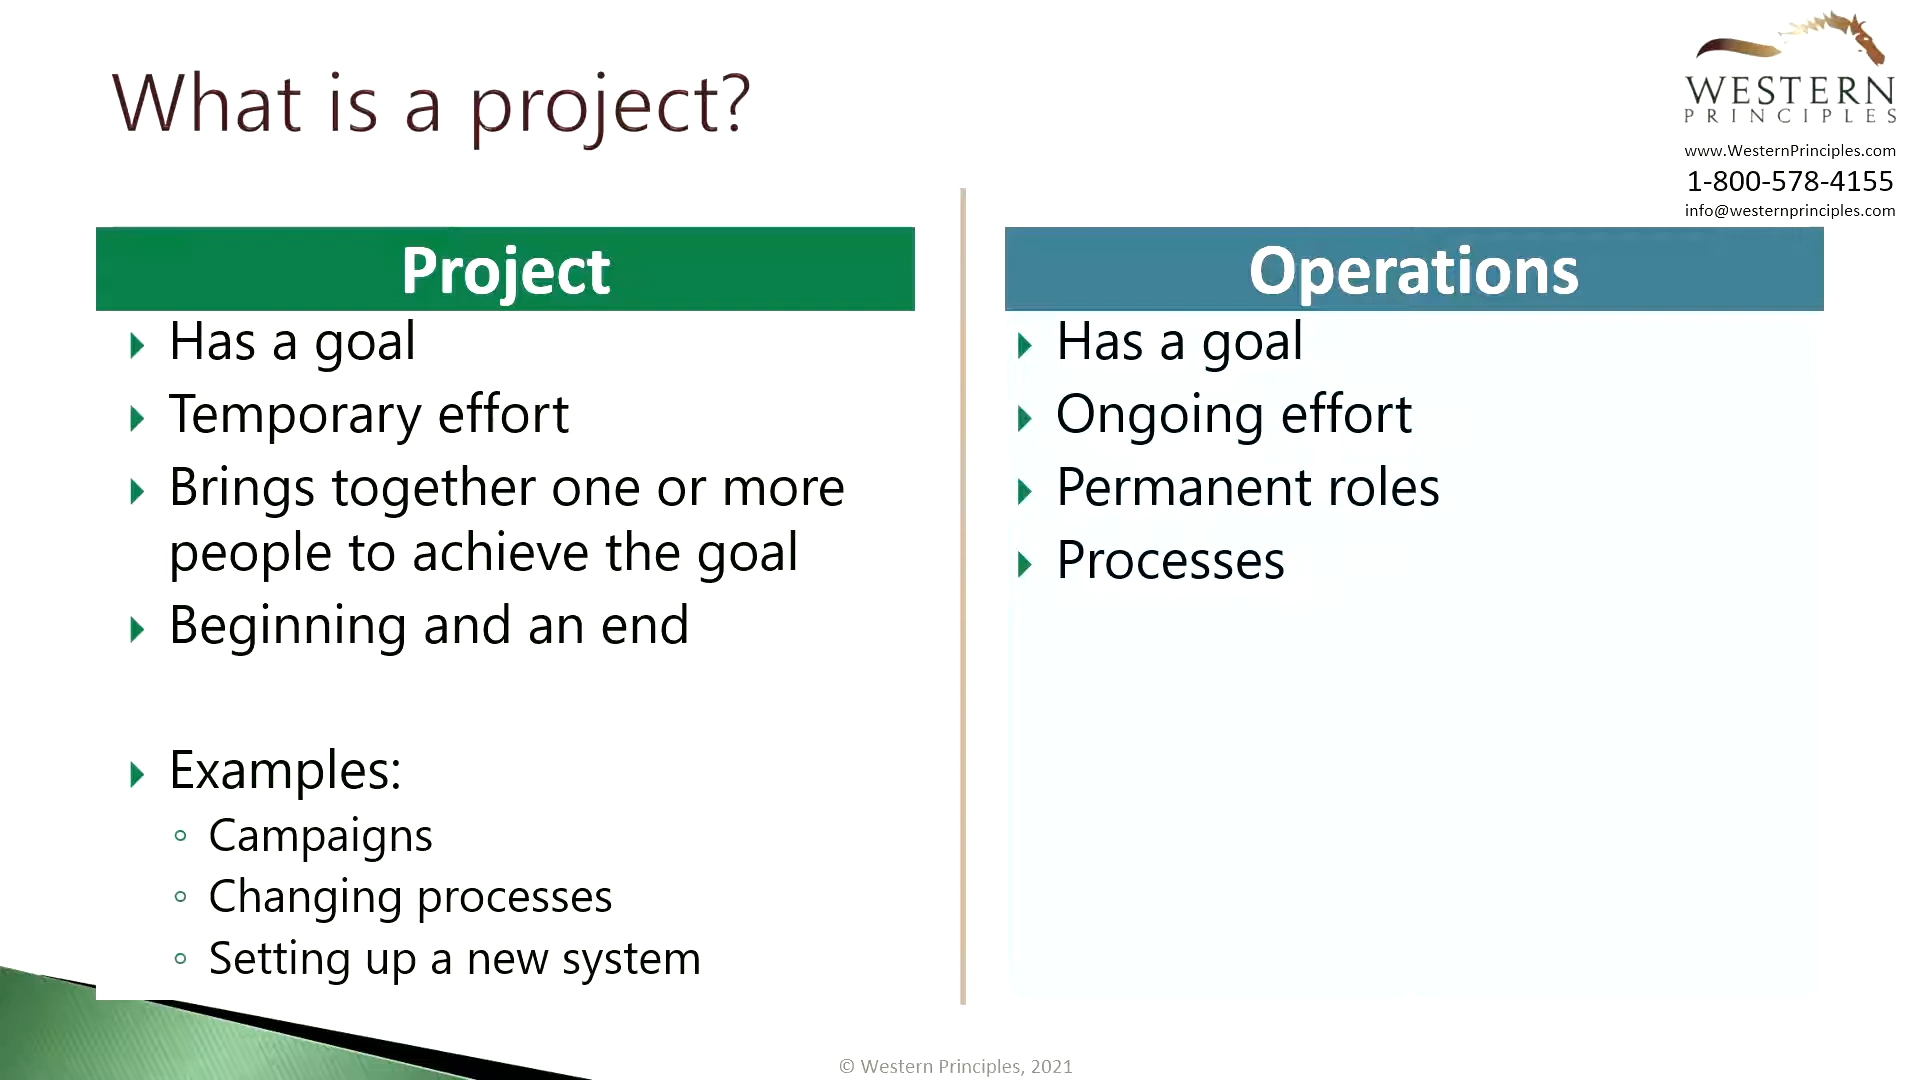 What is a project?
WESTERN
PRINCIPLES
www.WesternPrinciples.com
1-800-578-4155
info@westernprinciples.com
Project
Has a goal
Temporary effort
Brings together one or more
people to achieve the goal
Beginning and an end
Examples:
Campaigns
Changing processes
Setting up a new system
Operations
Has a goal
Ongoing effort
Permanent roles
Processes
© Western Principles, 2021